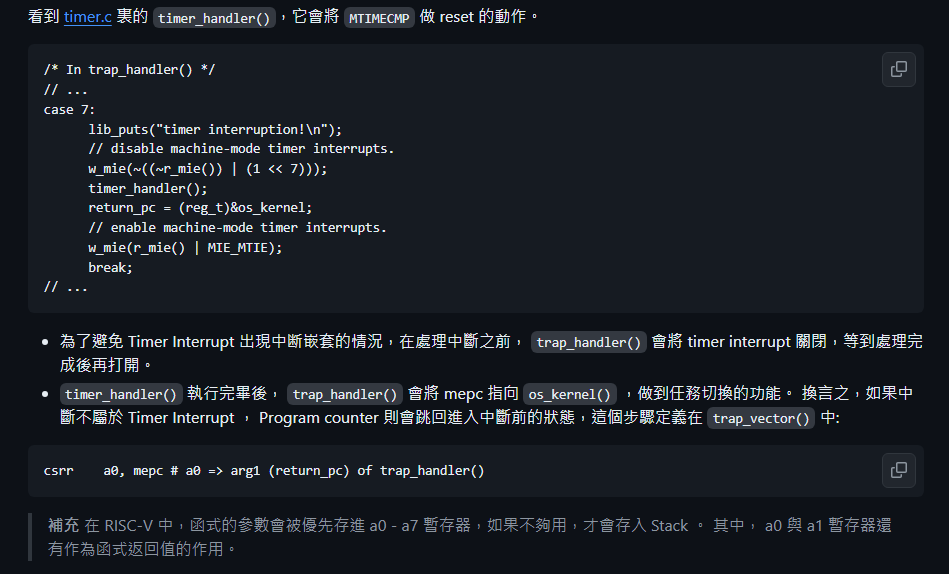 看到 timer.c 裏的 timer_handler()，它會將 MTIMECMP 做 reset 的動作。
/* In trap_handler() */
// ...
case 7:
      lib_puts("timer interruption!\n");
      // disable machine-mode timer interrupts.
      w_mie(~((~r_mie()) | (1 << 7)));
      timer_handler();
      return_pc = (reg_t)&os_kernel;
      // enable machine-mode timer interrupts.
      w_mie(r_mie() | MIE_MTIE);
      break;
// ...
• 為了避免 Timer Interrupt 出現中断嵌套的情況，在處理中斷之前， trap_handler() 會將 timer interrupt 關閉，等到處理完
成後再打開。
• timer_handler() 執行完畢後， trap_handler() 會將 mepc 指向 os_kernel() ，做到任務切換的功能。 換言之，如果中
斷不屬於 Timer Interrupt ， Program counter 則會跳回進入中斷前的狀態，這個步驟定義在 trap_vector() 中:
csrr    a0, mepc # a0 => arg1 (return_pc) of trap_handler()
補充 在 RISC-V 中，函式的參數會被優先存進 a0 - a7 暫存器，如果不夠用，才會存入 Stack 。 其中， a0 與 a1 暫存器還
有作為函式返回值的作用。